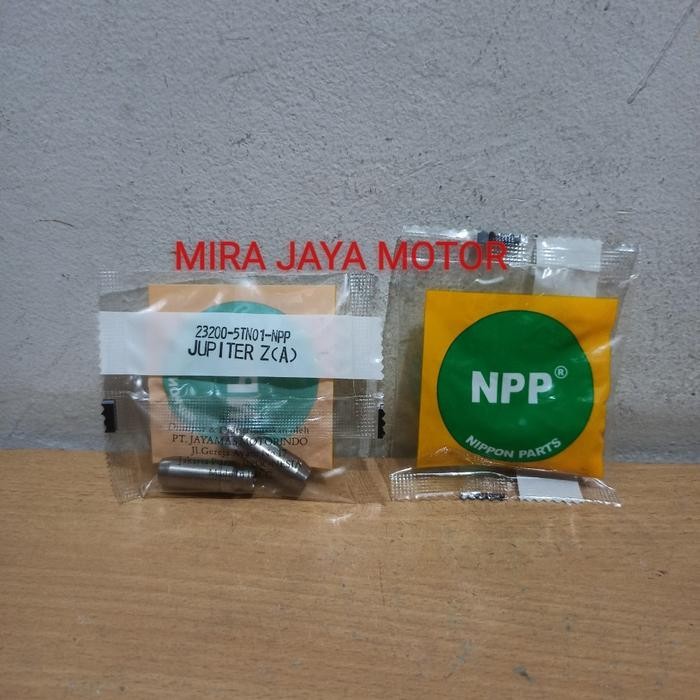 MIRA JAYA MOTOR
23200-5TN01-NPP
JUPITER Z(A)
PT. JAYAMAS MOTORINDO
NPP®
NIPPON PARTS